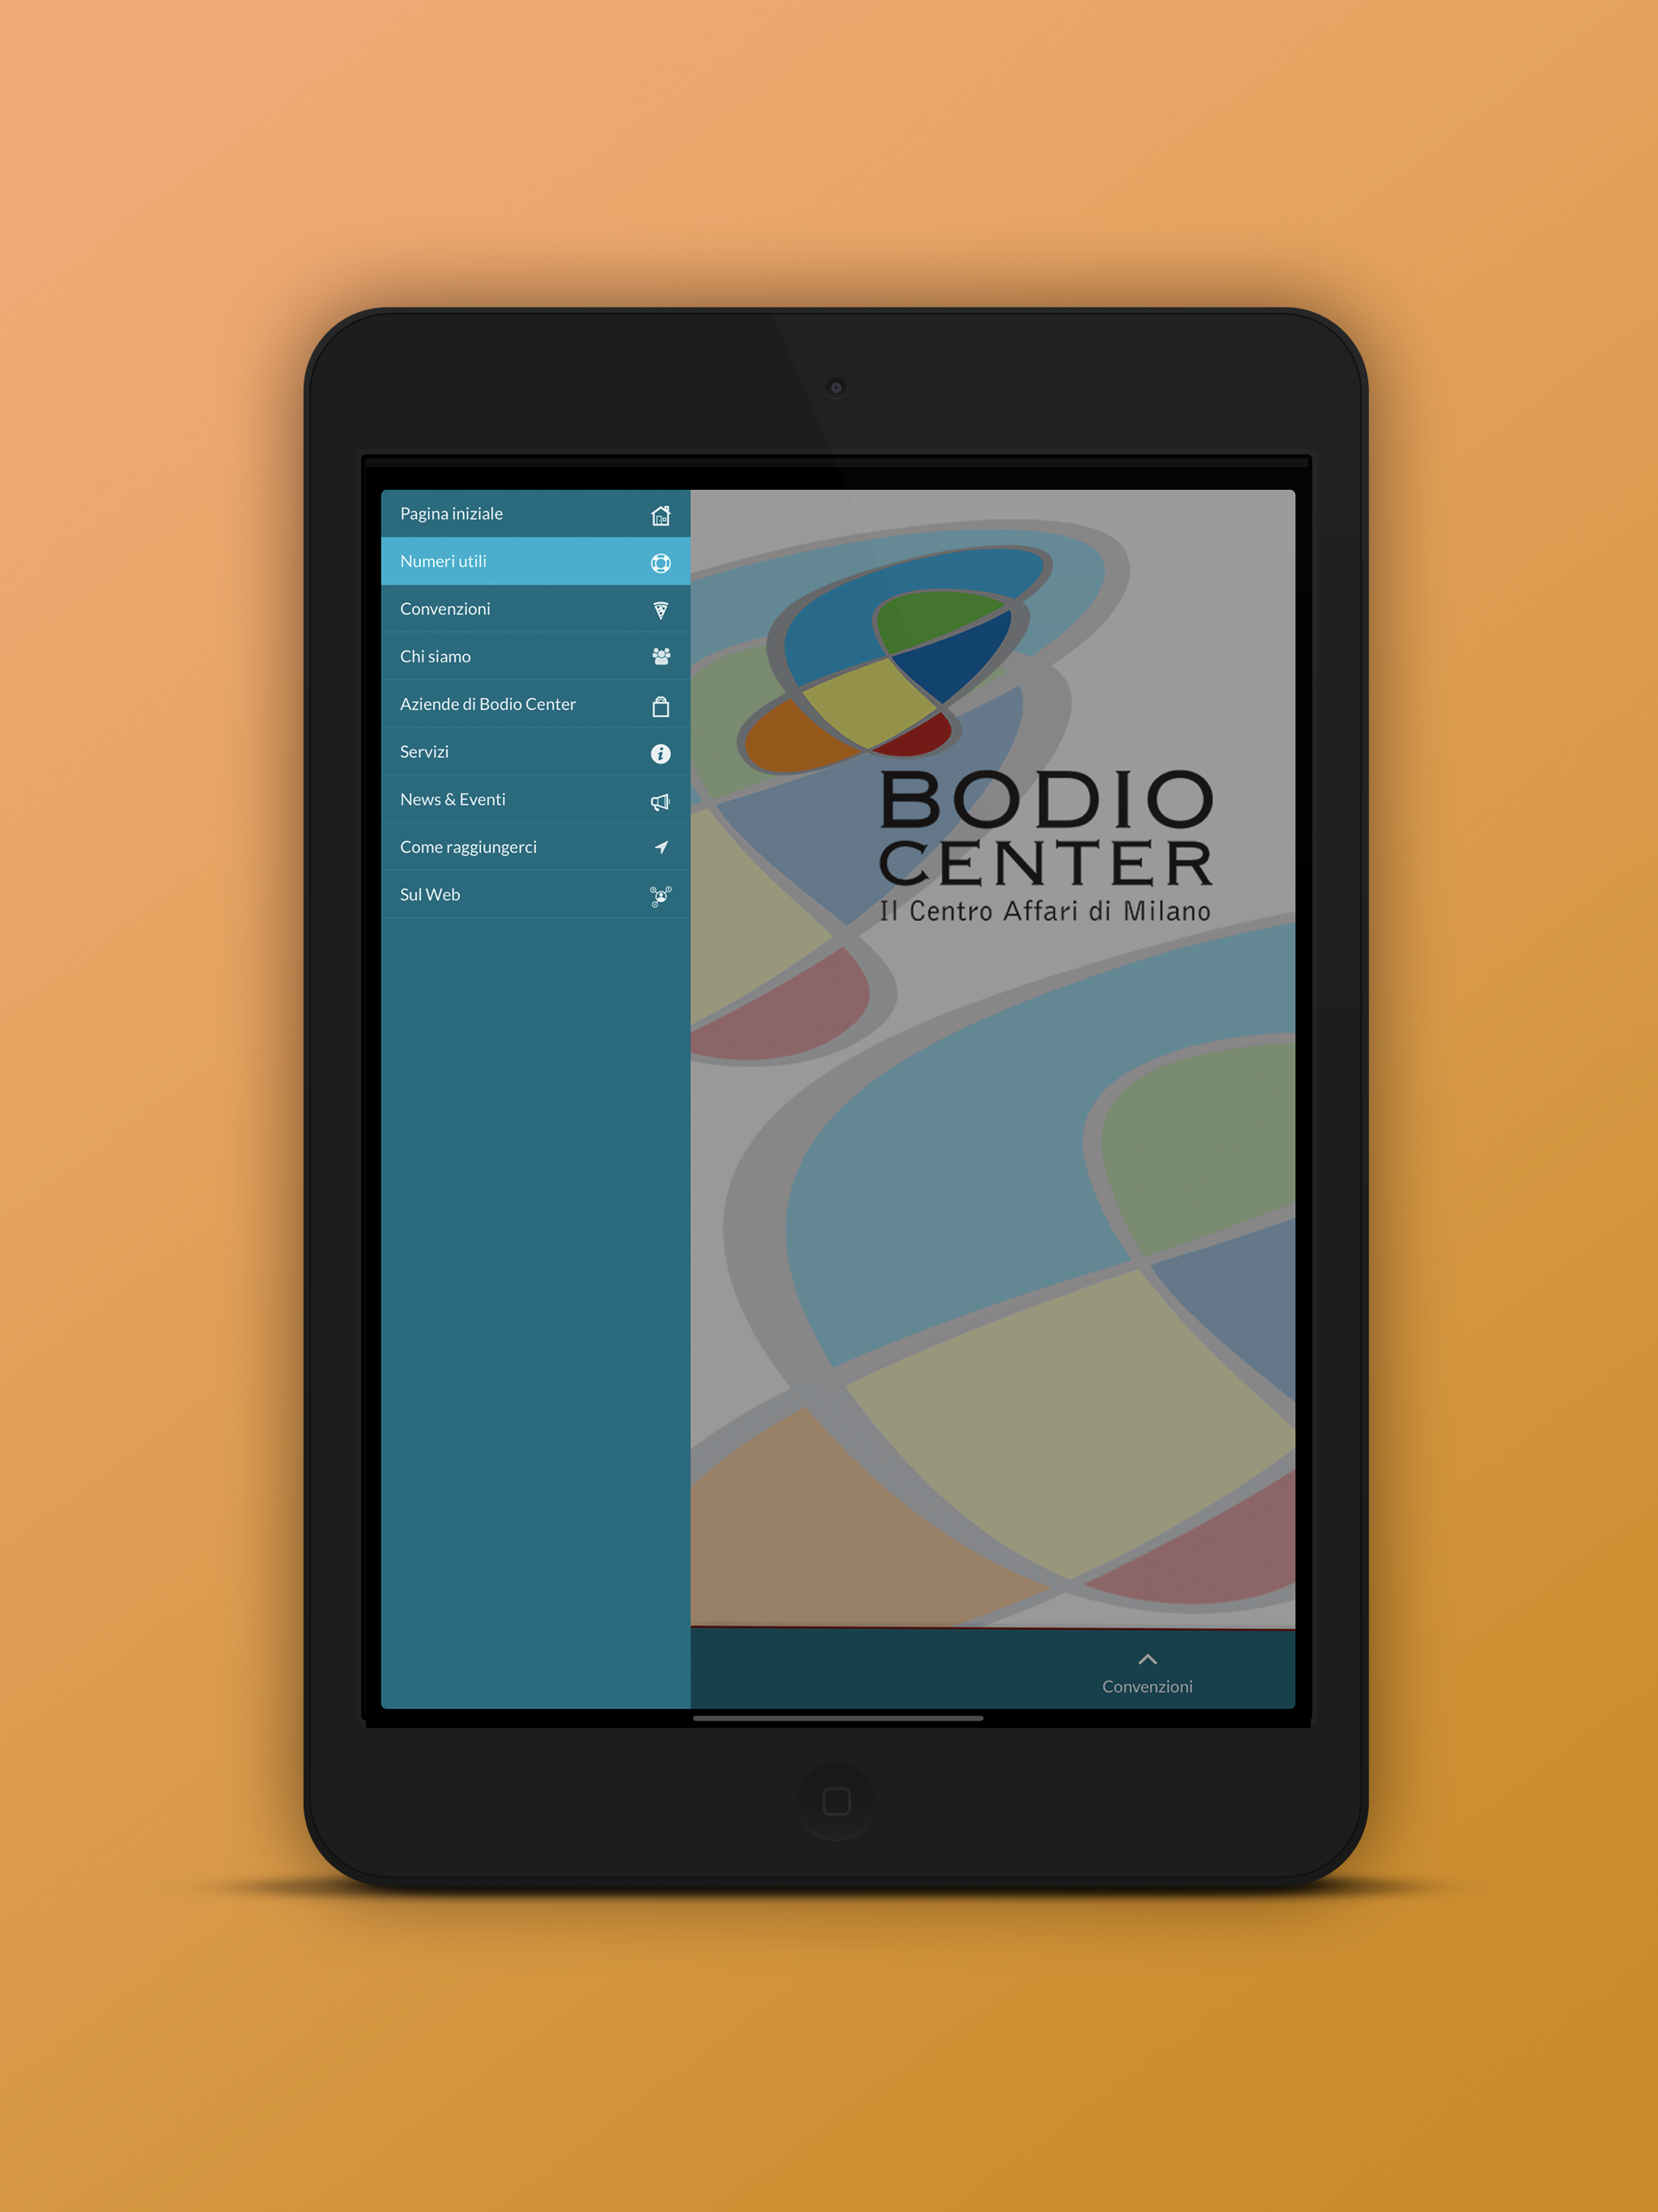 Pagina iniziale
Numeri utili
Convenzioni
Chi siamo
Aziende di Bodio Center
Servizi
News & Eventi
Come raggiungerci
Sul Web
BODIO
CENTER
Il Centro Affari di Milano
Convenzioni